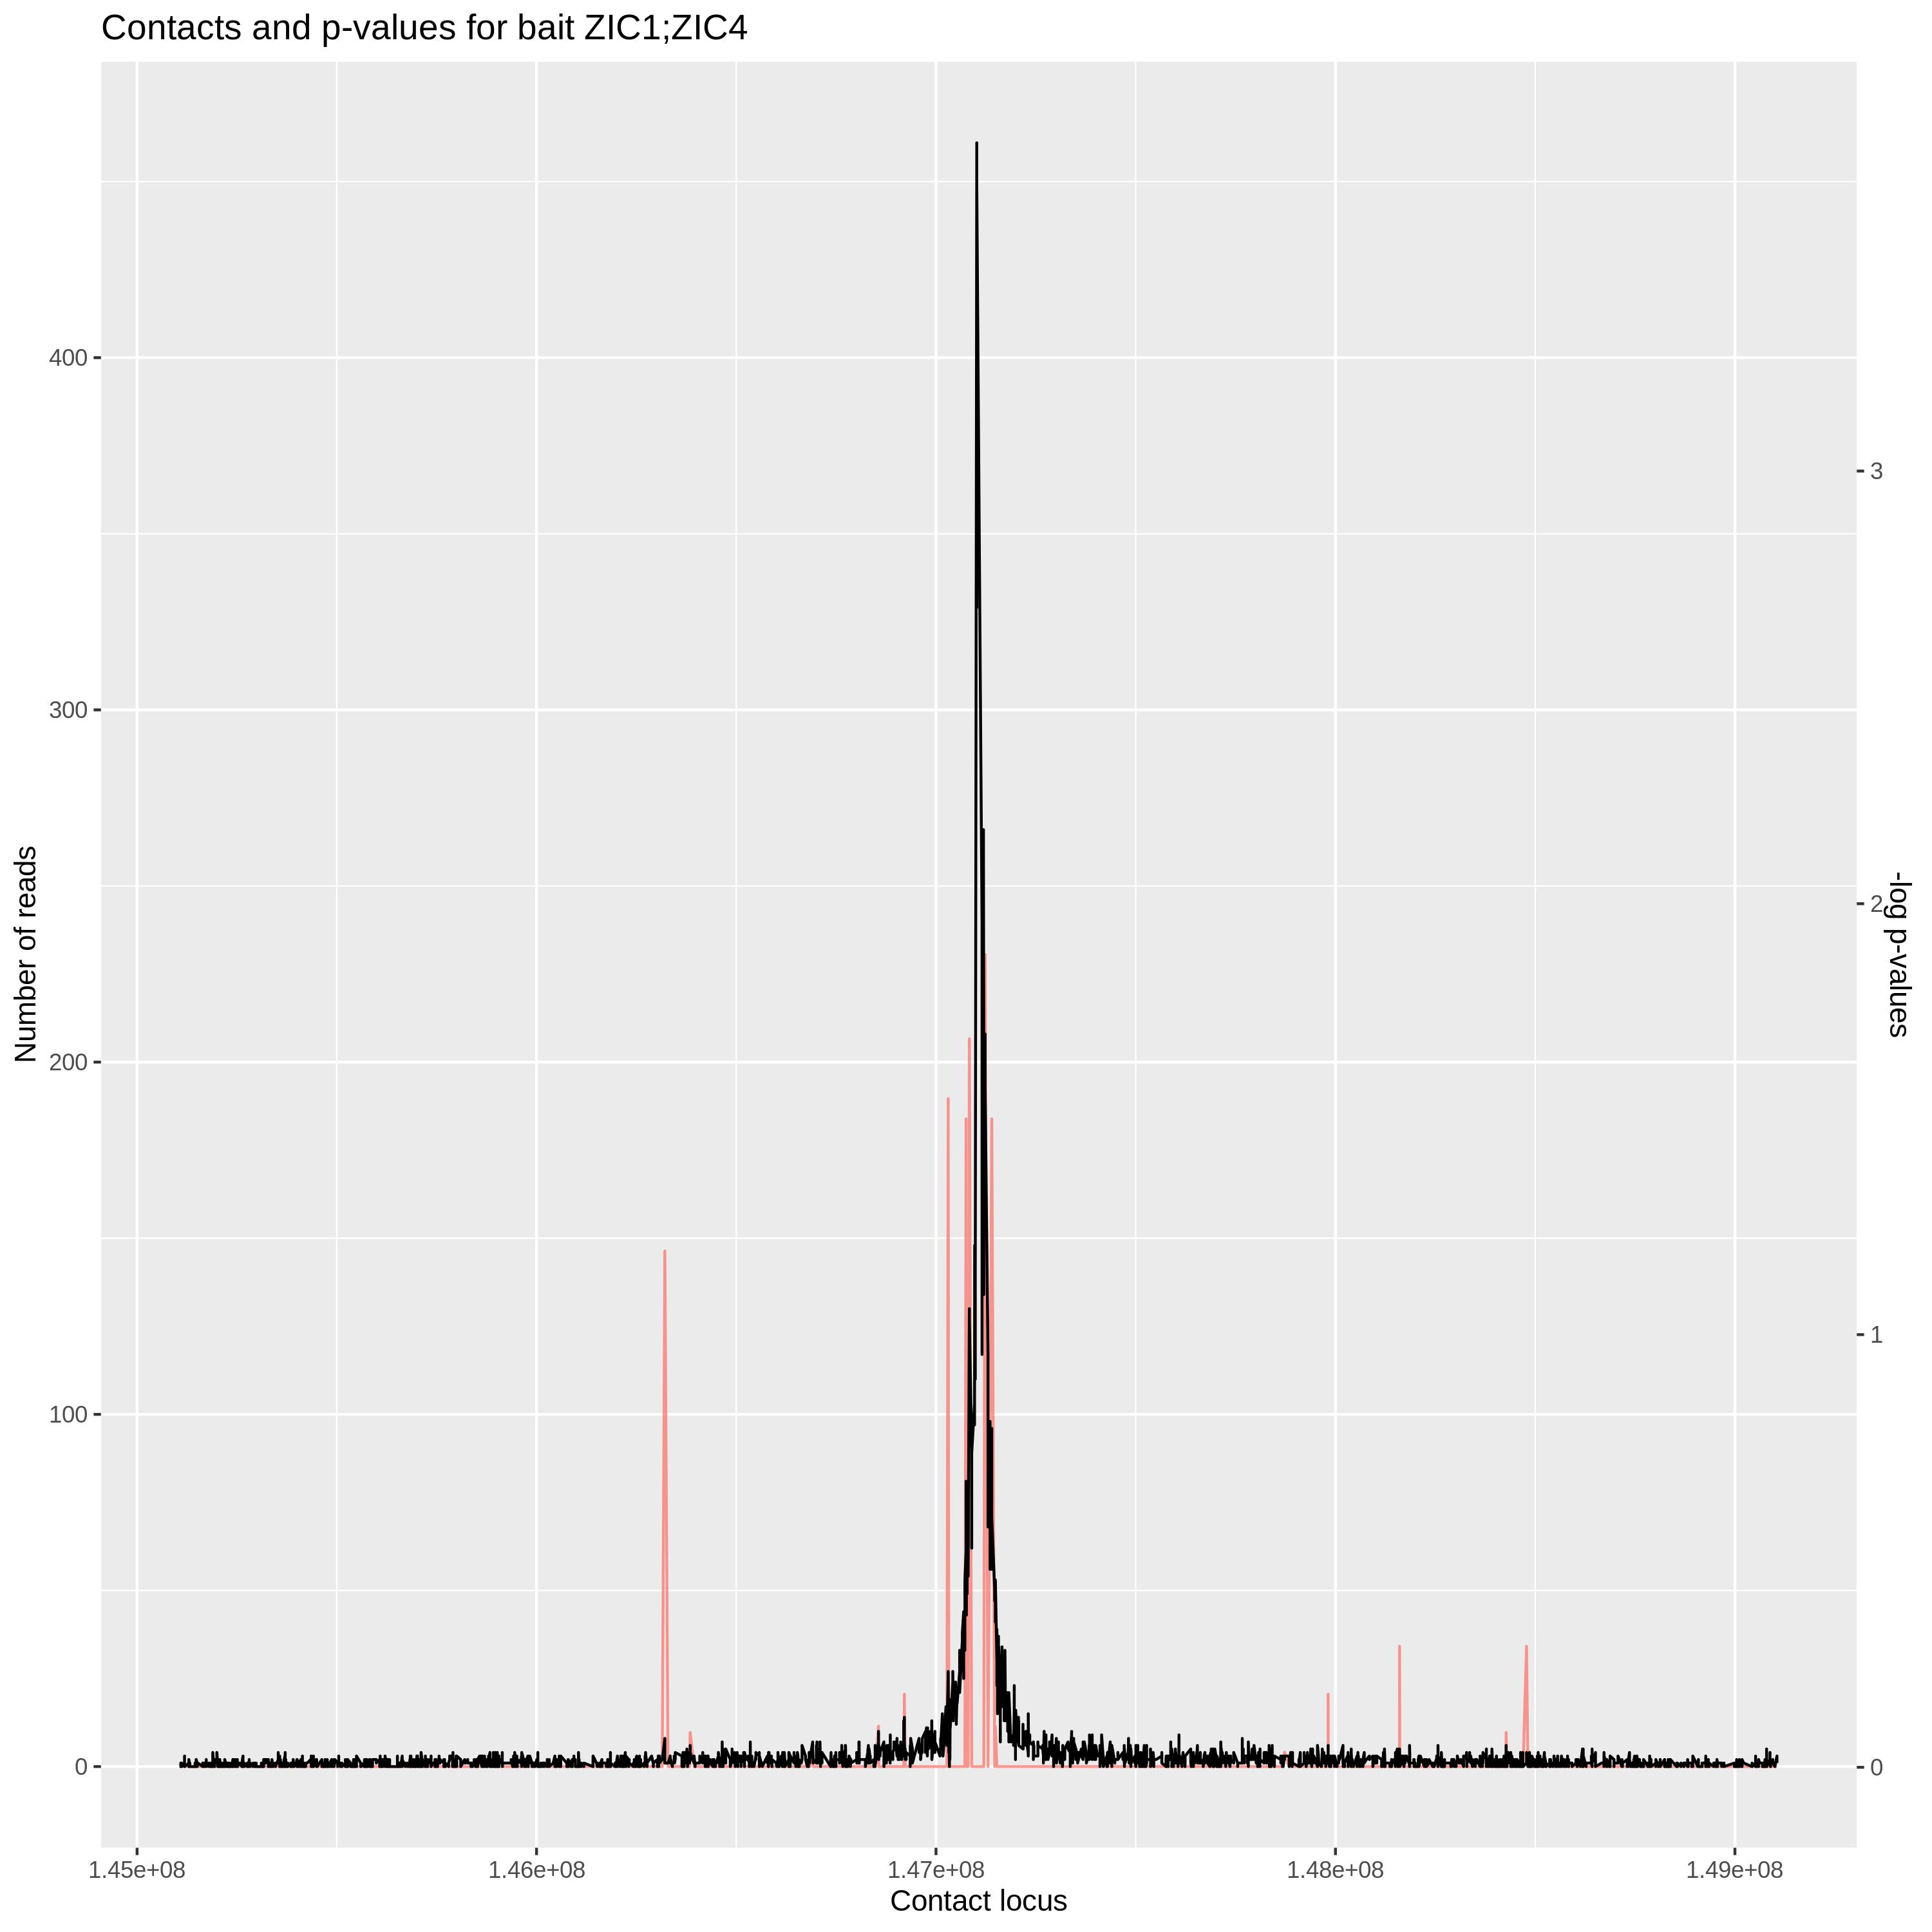 Contacts and p-values for bait ZIC1;ZIC4
Number of reads
400
300
200
100
0
3
2
1
0
-log p-values
1.45e+08 1.46e+08 1.47e+08 1.48e+08 1.49e+08
Contact locus